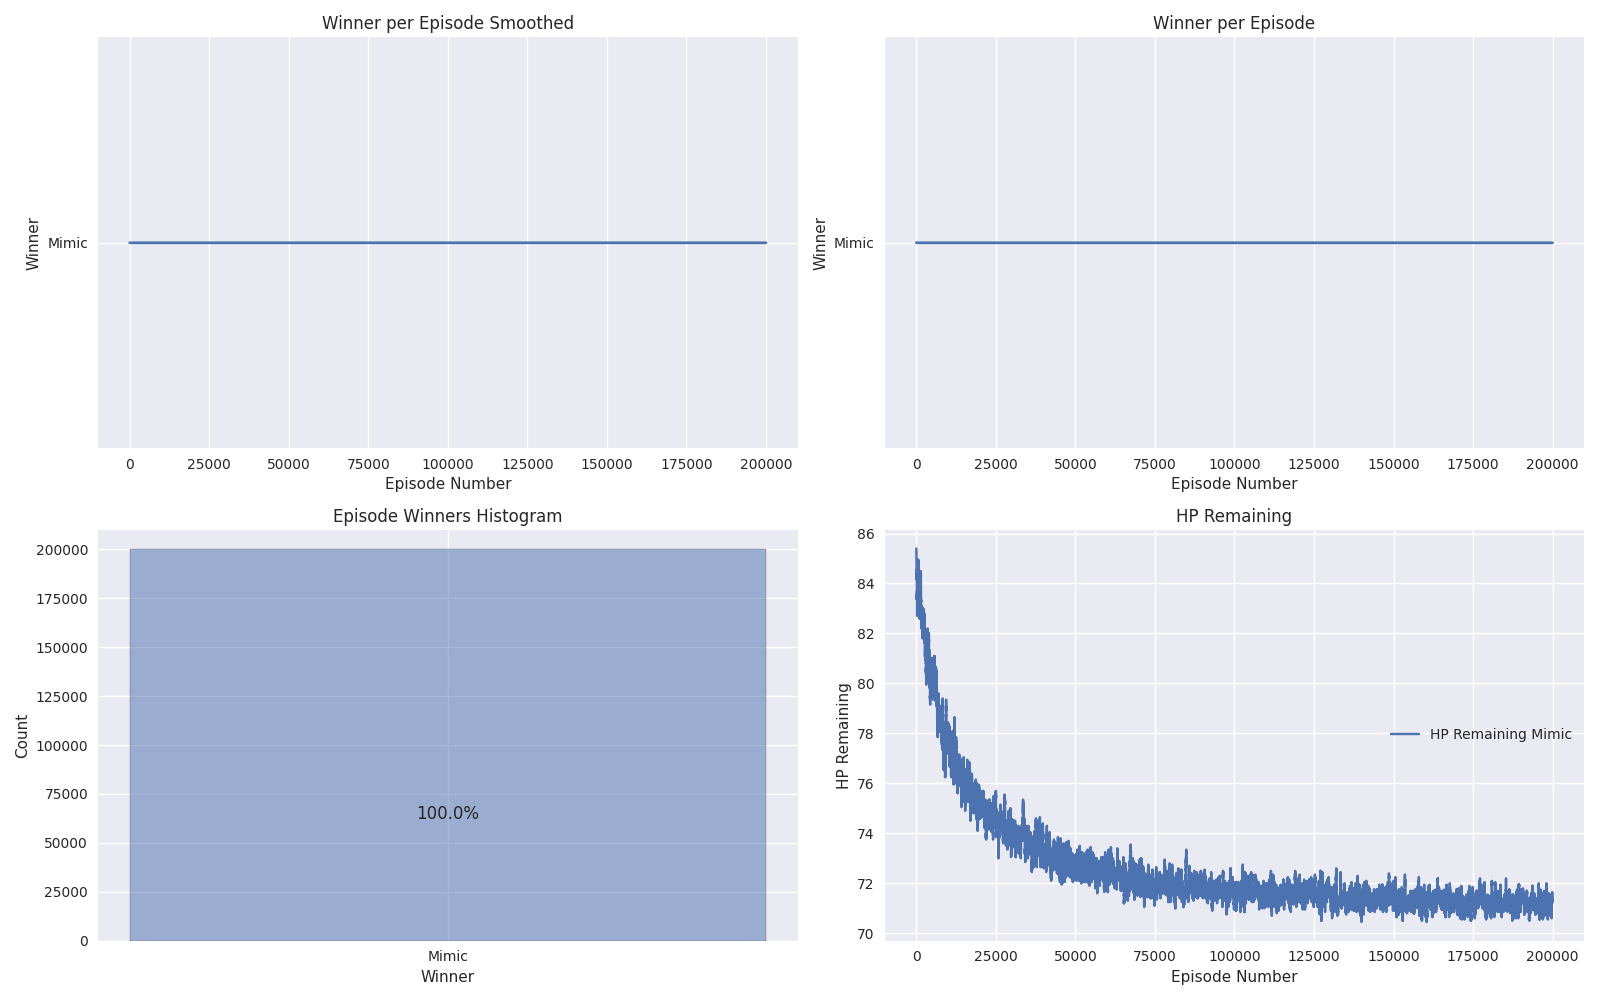 Winner per Episode Smoothed
Winner
Mimic
0 25000 50000 75000 100000 125000 150000 175000 200000
Episode Number
Winner per Episode
Winner
Mimic
0 25000 50000 75000 100000 125000 150000 175000 200000
Episode Number
Episode Winners Histogram
Count
200000
175000
150000
125000
100000
75000
50000
25000
0
100.0%
Mimic
Winner
HP Remaining
HP Remaining
86
84
82
80
78
76
74
72
70
HP Remaining Mimic
0 25000 50000 75000 100000 125000 150000 175000 200000
Episode Number